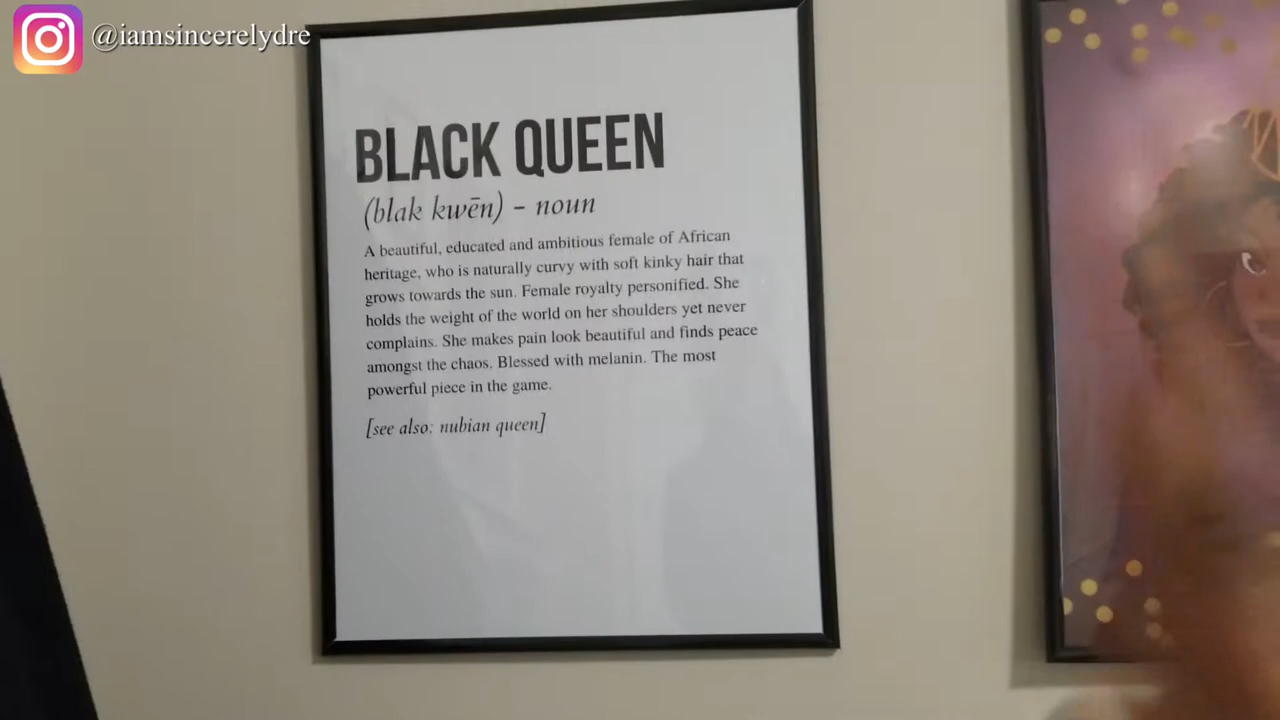 @iamsincerelydre
BLACK QUEEN
(blak kwēn) - noun
A beautiful, educated and ambitious female of African
heritage, who is naturally curvy with soft kinky hair that
grows towards the sun. Female royalty personified. She
holds the weight of the world on her shoulders yet never
complains. She makes pain look beautiful and finds peace
amongst the chaos. Blessed with melanin. The most
powerful piece in the game.
[see also: nubian queen]